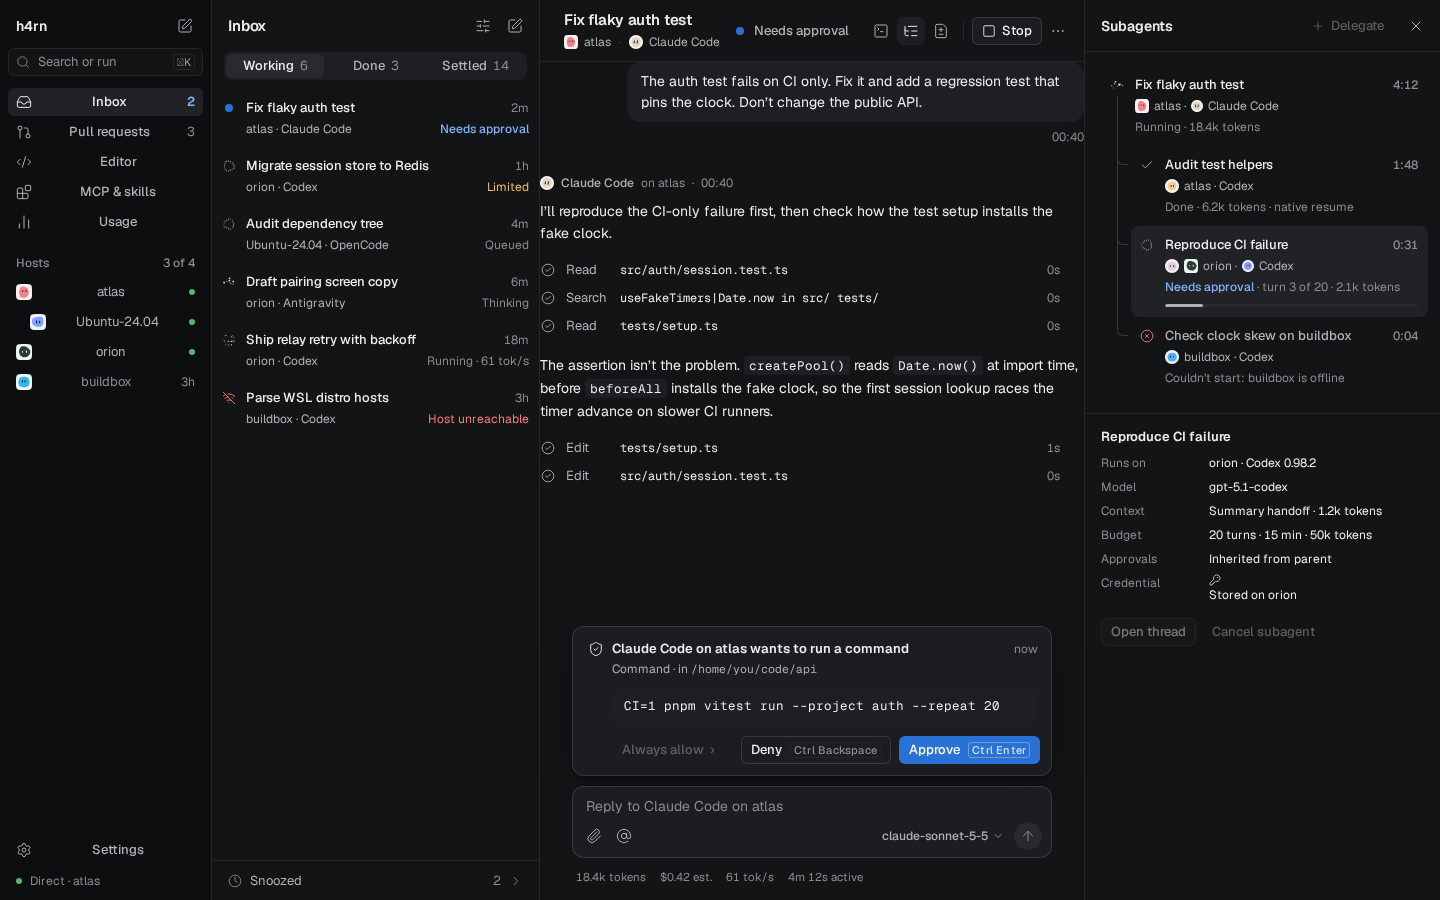 h4rn
Search or run ⌘K
Inbox 2
Pull requests 3
Editor
MCP & skills
Usage
Hosts 3 of 4
atlas
Ubuntu-24.04
orion
buildbox 3h
Settings
Direct · atlas
Inbox
Working 6 Done 3 Settled 14
Fix flaky auth test 2m
atlas · Claude Code Needs approval
Migrate session store to Redis 1h
orion · Codex Limited
Audit dependency tree 4m
Ubuntu-24.04 · OpenCode Queued
Draft pairing screen copy 6m
orion · Antigravity Thinking
Ship relay retry with backoff 18m
orion · Codex Running · 61 tok/s
Parse WSL distro hosts 3h
buildbox · Codex Host unreachable
Snoozed 2
Fix flaky auth test
atlas · Claude Code
Needs approval
Stop
The auth test fails on CI only. Fix it and add a regression test that
pins the clock. Don't change the public API.
00:40
Claude Code on atlas · 00:40
I'll reproduce the CI-only failure first, then check how the test setup installs the
fake clock.
Read src/auth/session.test.ts 0s
Search useFakeTimers|Date.now in src/ tests/ 0s
Read tests/setup.ts 0s
The assertion isn't the problem. createPool() reads Date.now() at import time,
before beforeAll installs the fake clock, so the first session lookup races the
timer advance on slower CI runners.
Edit tests/setup.ts 1s
Edit src/auth/session.test.ts 0s
Claude Code on atlas wants to run a command now
Command · in /home/you/code/api
CI=1 pnpm vitest run --project auth --repeat 20
Always allow › Deny Ctrl Backspace Approve Ctrl Enter
Reply to Claude Code on atlas
claude-sonnet-5-5
18.4k tokens $0.42 est. 61 tok/s 4m 12s active
Subagents + Delegate
Fix flaky auth test 4:12
atlas · Claude Code
Running · 18.4k tokens
Audit test helpers 1:48
atlas · Codex
Done · 6.2k tokens · native resume
Reproduce CI failure 0:31
orion · Codex
Needs approval · turn 3 of 20 · 2.1k tokens
Check clock skew on buildbox 0:04
buildbox · Codex
Couldn't start: buildbox is offline
Reproduce CI failure
Runs on orion · Codex 0.98.2
Model gpt-5.1-codex
Context Summary handoff · 1.2k tokens
Budget 20 turns · 15 min · 50k tokens
Approvals Inherited from parent
Credential
Stored on orion
Open thread Cancel subagent